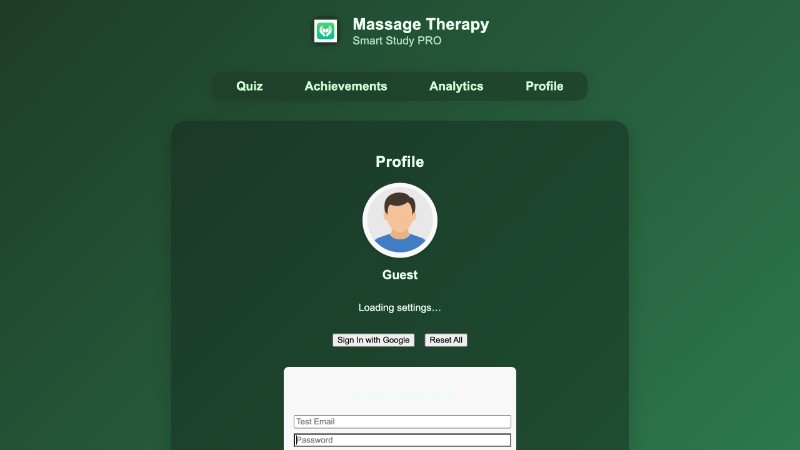 Massage Therapy
Smart Study PRO
Quiz
Achievements
Analytics
Profile
Profile
Guest
Loading settings...
Sign In with Google
Reset All
Test Email
Password